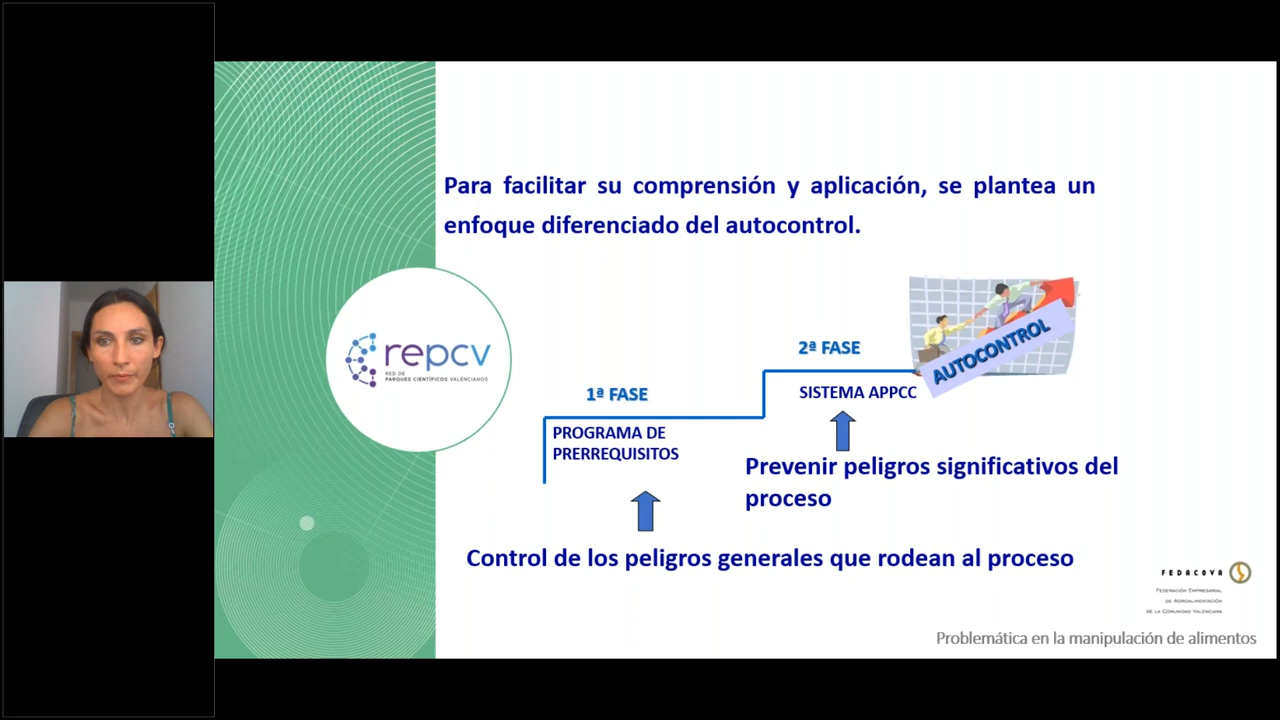 Para facilitar su comprensión y aplicación, se plantea un
enfoque diferenciado del autocontrol.
repcv
RED DE
PARQUES CIENTÍFICOS VALENCIANOS
2ª FASE
AUTOCONTROL
SISTEMA APPCC
1ª FASE
PROGRAMA DE
PRERREQUISITOS
Prevenir peligros significativos del
proceso
Control de los peligros generales que rodean al proceso
FEDACOVA
FEDERACIÓN EMPRESARIAL
DE AGROALIMENTACIÓN
DE LA COMUNIDAD VALENCIANA
Problemática en la manipulación de alimentos